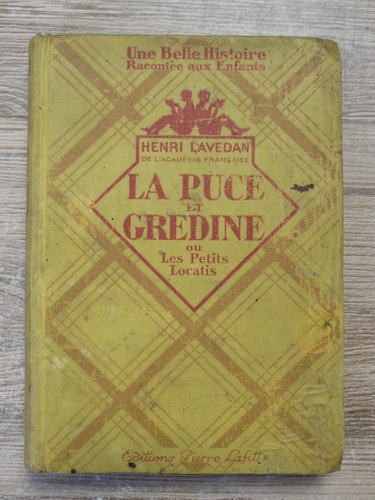 Une Belle Histoire
Racontée aux Enfants
HENRI LAVEDAN
DE L'ACADÉMIE FRANÇAISE
LA PUCE
ET
GREDINE
ou
Les Petits
Locatis
Editions Pierre Lafitte